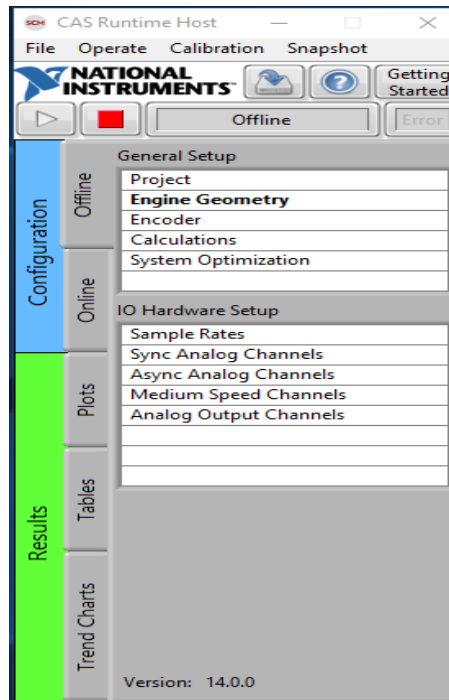 SCM CAS Runtime Host
File Operate Calibration Snapshot
NATIONAL
INSTRUMENTS™
Getting
Started
Offline
Error
Configuration
Results
Offline
Online
Plots
Tables
Trend Charts
General Setup
Project
Engine Geometry
Encoder
Calculations
System Optimization
IO Hardware Setup
Sample Rates
Sync Analog Channels
Async Analog Channels
Medium Speed Channels
Analog Output Channels
Version: 14.0.0